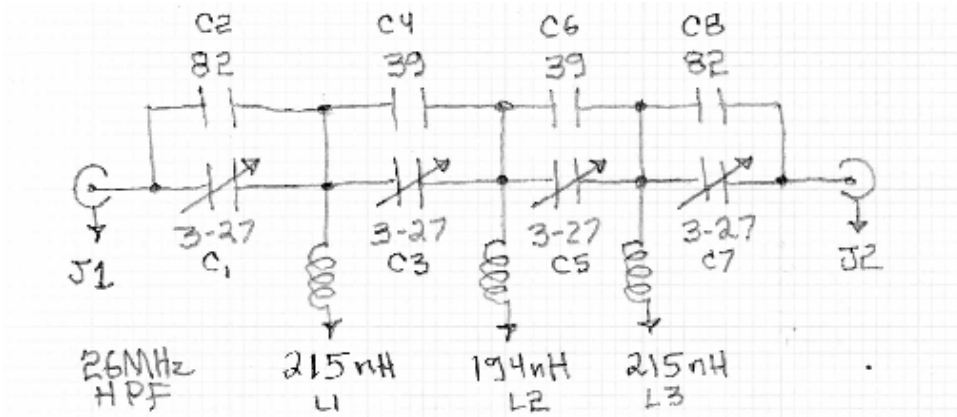 C2 C4 C6 C8
82 39 39 82
3-27 3-27 3-27 3-27
J1 C1 C3 C5 C7 J2
26MHz 215nH 194nH 215nH
HPF L1 L2 L3